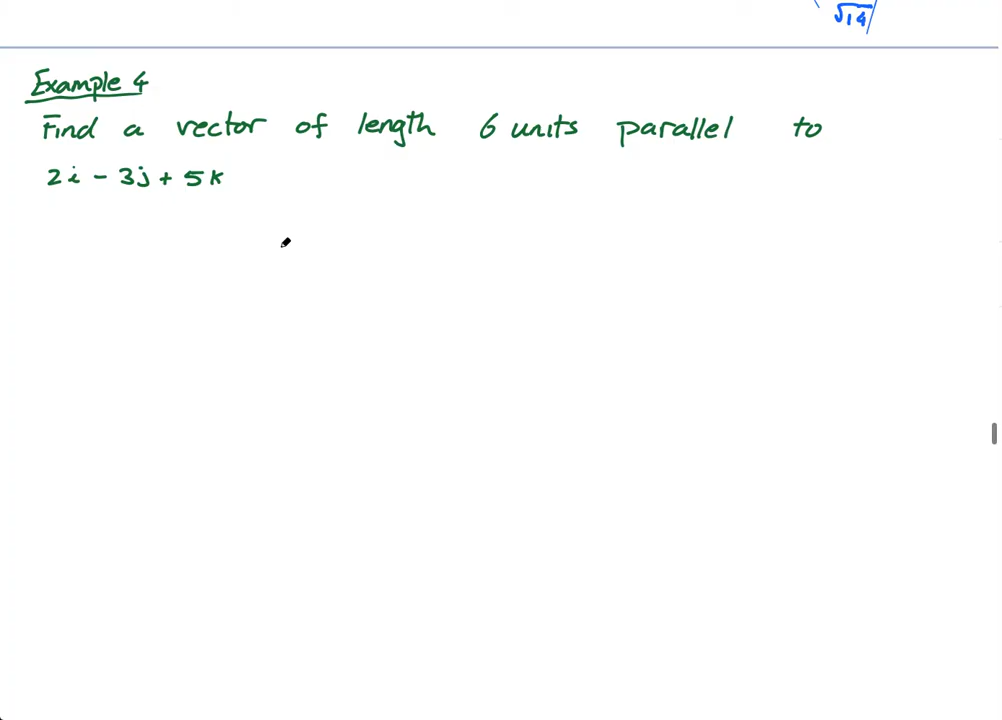 √14
Example 4
Find a vector of length 6 units parallel to
2i - 3j + 5k